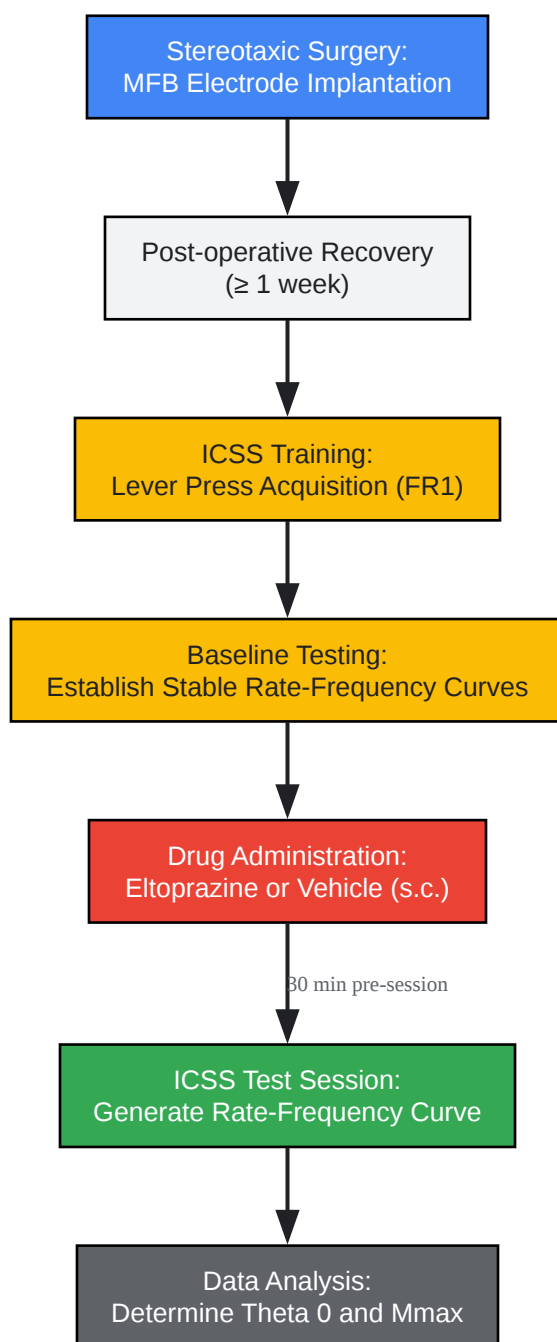 Stereotaxic Surgery:
MFB Electrode Implantation
Post-operative Recovery
(≥ 1 week)
ICSS Training:
Lever Press Acquisition (FR1)
Baseline Testing:
Establish Stable Rate-Frequency Curves
Drug Administration:
Eltoprazine or Vehicle (s.c.)
30 min pre-session
ICSS Test Session:
Generate Rate-Frequency Curve
Data Analysis:
Determine Theta 0 and Mmax